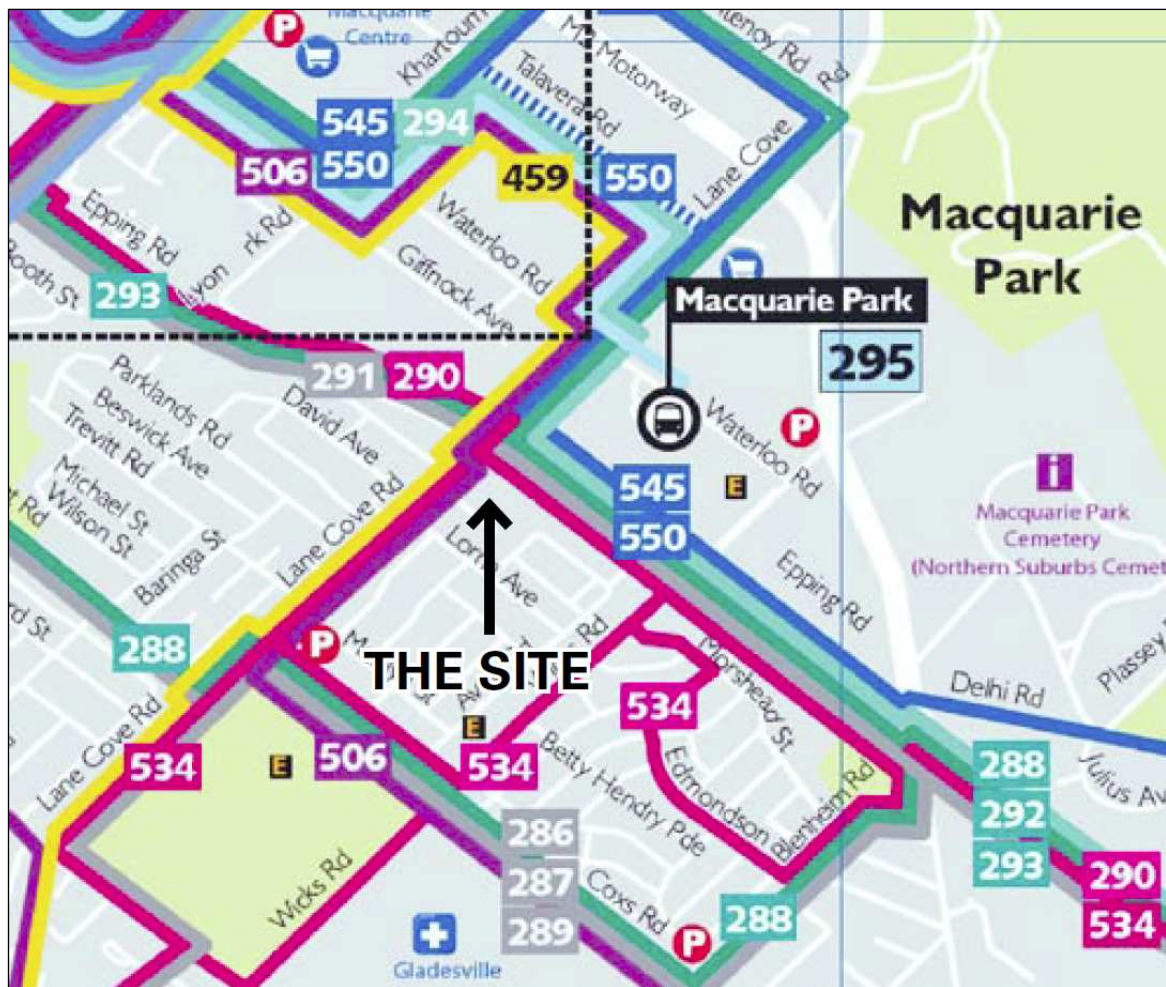 Macquarie
Centre
P
Khartoum
Rd
M2 Motorway
Talavera Rd
545
294
550
506
459
550
Lane Cove
Rd
Macquarie
Park
Epping Rd
rk Rd
Waterloo Rd
Giffnock Ave
Booth St
293
Macquarie Park
295
291
290
Parklands Rd
Beswick Ave
Trevitt Rd
David Ave
Michael St
Wilson St
Baringa St
Lane Cove Rd
Waterloo Rd
P
545
550
E
i
Macquarie Park
Cemetery
(Northern Suburbs Cemet
Lorna Ave
Epping Rd
288
P
THE SITE
Morshead St
Plassey
Delhi Rd
534
Lane Cove Rd
534
E
506
E
534
Betty Hendry Pde
Edmondson
Blenheim Rd
288
292
293
Julius Av
286
287
289
Coxs Rd
Wicks Rd
288
P
290
534
Gladesville